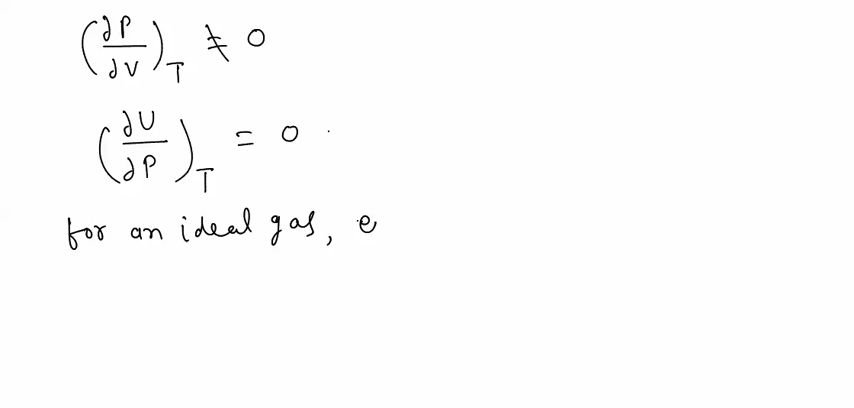 (∂P/∂V)_T ≠ 0
(∂U/∂P)_T = 0
for an ideal gas, e